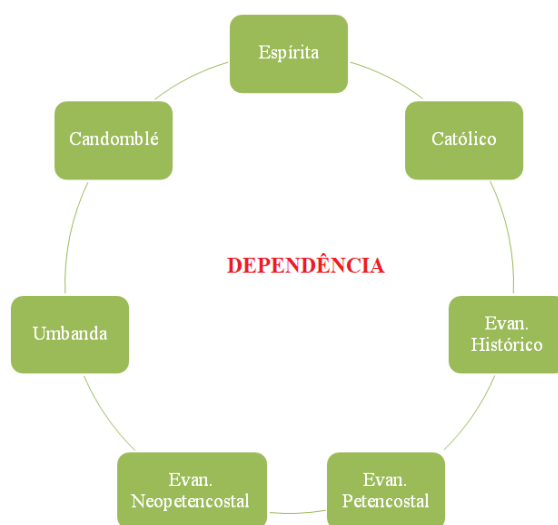 Espírita
Candomblé
Católico
DEPENDÊNCIA
Umbanda
Evan.
Histórico
Evan.
Neopetencostal
Evan.
Petencostal